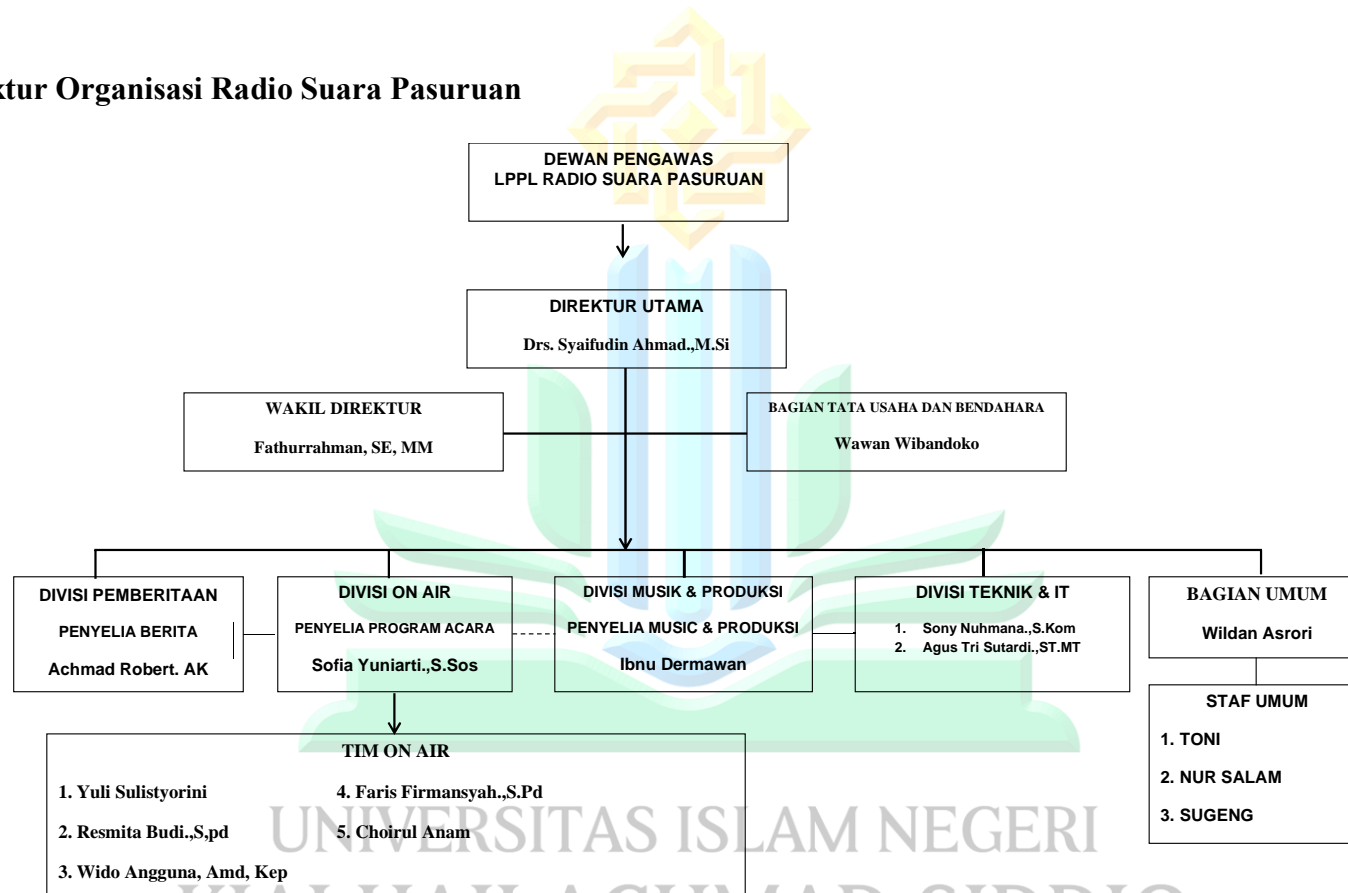 ktur Organisasi Radio Suara Pasuruan
DEWAN PENGAWAS
LPPL RADIO SUARA PASURUAN
DIREKTUR UTAMA
Drs. Syaifudin Ahmad.,M.Si
WAKIL DIREKTUR
Fathurrahman, SE, MM
BAGIAN TATA USAHA DAN BENDAHARA
Wawan Wibandoko
DIVISI PEMBERITAAN
PENYELIA BERITA
Achmad Robert. AK
DIVISI ON AIR
PENYELIA PROGRAM ACARA
Sofia Yuniarti.,S.Sos
DIVISI MUSIK & PRODUKSI
PENYELIA MUSIC & PRODUKSI
Ibnu Dermawan
DIVISI TEKNIK & IT
1. Sony Nuhmana.,S.Kom
2. Agus Tri Sutardi.,ST.MT
BAGIAN UMUM
Wildan Asrori
STAF UMUM
1. TONI
2. NUR SALAM
3. SUGENG
TIM ON AIR
1. Yuli Sulistyorini
2. Resmita Budi.,S,pd
3. Wido Angguna, Amd, Kep
4. Faris Firmansyah.,S.Pd
5. Choirul Anam
UNIVERSITAS ISLAM NEGERI
KIAI HAJI ACHMAD SIDDIQ